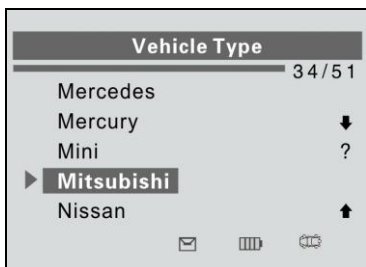 Vehicle Type
34/51
Mercedes
Mercury
Mini ?
Mitsubishi
Nissan